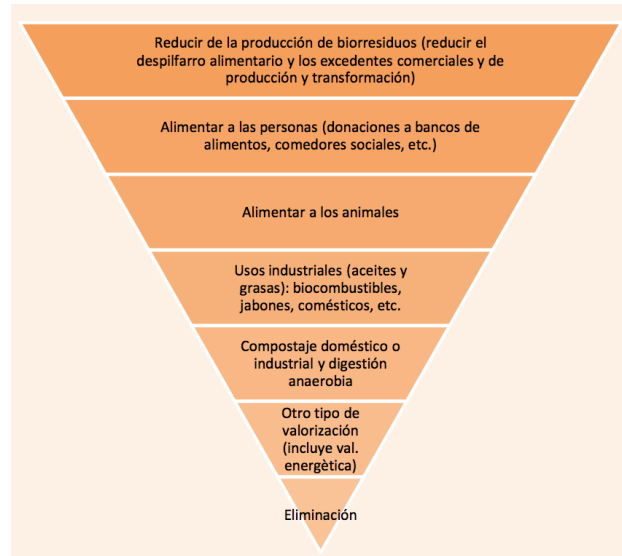 Reducir de la producción de biorresiduos (reducir el
despilfarro alimentario y los excedentes comerciales y de
producción y transformación)
Alimentar a las personas (donaciones a bancos de
alimentos, comedores sociales, etc.)
Alimentar a los animales
Usos industriales (aceites y
grasas): biocombustibles,
jabones, comésticos, etc.
Compostaje doméstico o
industrial y digestión
anaerobia
Otro tipo de
valorización
(incluye val.
energètica)
Eliminación